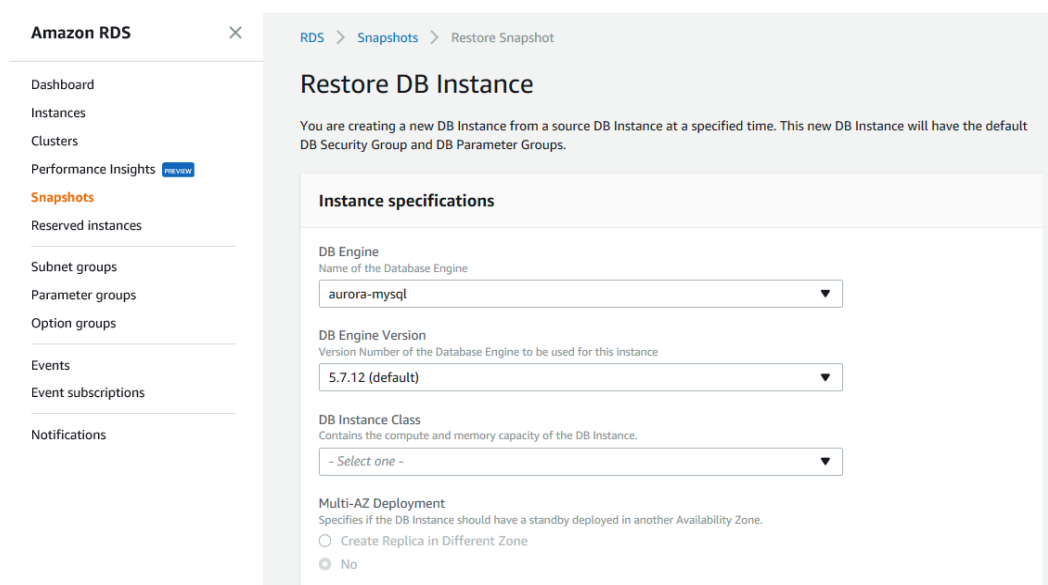 Amazon RDS
Dashboard
Instances
Clusters
Performance Insights PREVIEW
Snapshots
Reserved instances
Subnet groups
Parameter groups
Option groups
Events
Event subscriptions
Notifications
RDS > Snapshots > Restore Snapshot
Restore DB Instance
You are creating a new DB Instance from a source DB Instance at a specified time. This new DB Instance will have the default
DB Security Group and DB Parameter Groups.
Instance specifications
DB Engine
Name of the Database Engine
aurora-mysql
DB Engine Version
Version Number of the Database Engine to be used for this instance
5.7.12 (default)
DB Instance Class
Contains the compute and memory capacity of the DB Instance.
- Select one -
Multi-AZ Deployment
Specifies if the DB Instance should have a standby deployed in another Availability Zone.
Create Replica in Different Zone
No